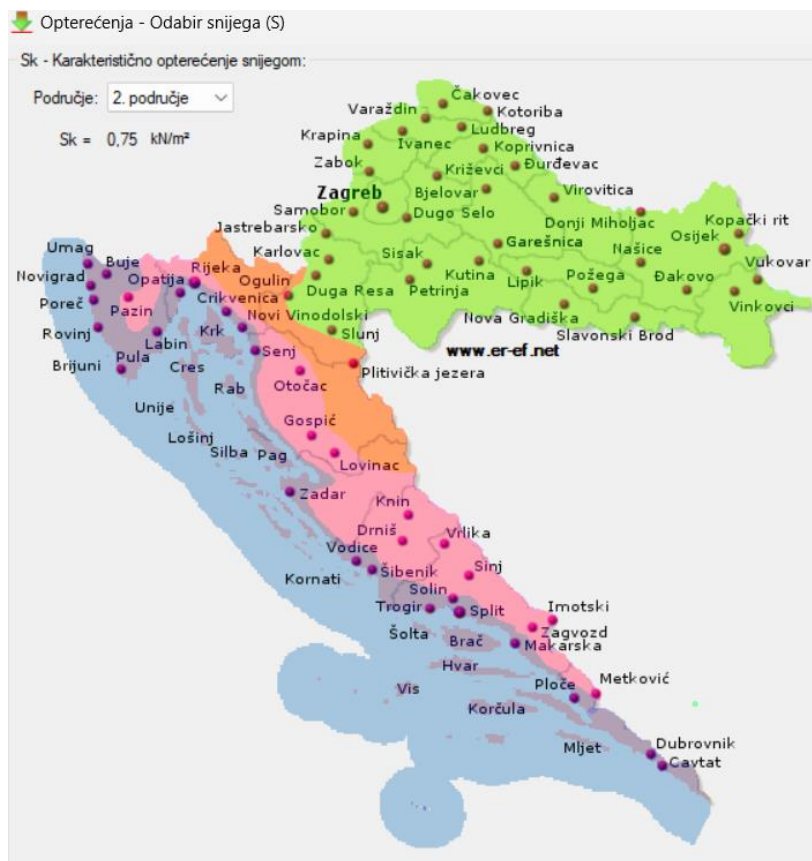 Opterećenja - Odabir snijega (S)
Sk - Karakteristično opterećenje snijegom:
Područje: 2. područje
Sk = 0,75 kN/m²
Čakovec
Varaždin
Kotoriba
Krapina
Ivanec
Ludbreg
Koprivnica
Zabok
Križevci
Đurđevac
Zagreb
Bjelovar
Virovitica
Samobor
Dugo Selo
Donji Miholjac
Kopački rit
Jastrebarsko
Garešnica
Osijek
Umag
Buje
Rijeka
Karlovac
Sisak
Našice
Vukovar
Novigrad
Opatija
Ogulin
Kutina
Lipik
Požega
Đakovo
Crikvenica
Duga Resa
Petrinja
Vinkovci
Poreč
Pazin
Novi Vinodolski
Nova Gradiška
Rovinj
Labin
Krk
Slunj
Slavonski Brod
Brijuni
Pula
Cres
Senj
www.er-ef.net
Plitivička jezera
Rab
Otočac
Unije
Lošinj
Gospić
Silba
Pag
Lovinac
Zadar
Knin
Drniš
Vrlika
Vodice
Kornati
Šibenik
Sinj
Solin
Trogir
Split
Imotski
Šolta
Brač
Zagvozd
Makarska
Hvar
Metković
Vis
Ploče
Korčula
Mljet
Dubrovnik
Cavtat